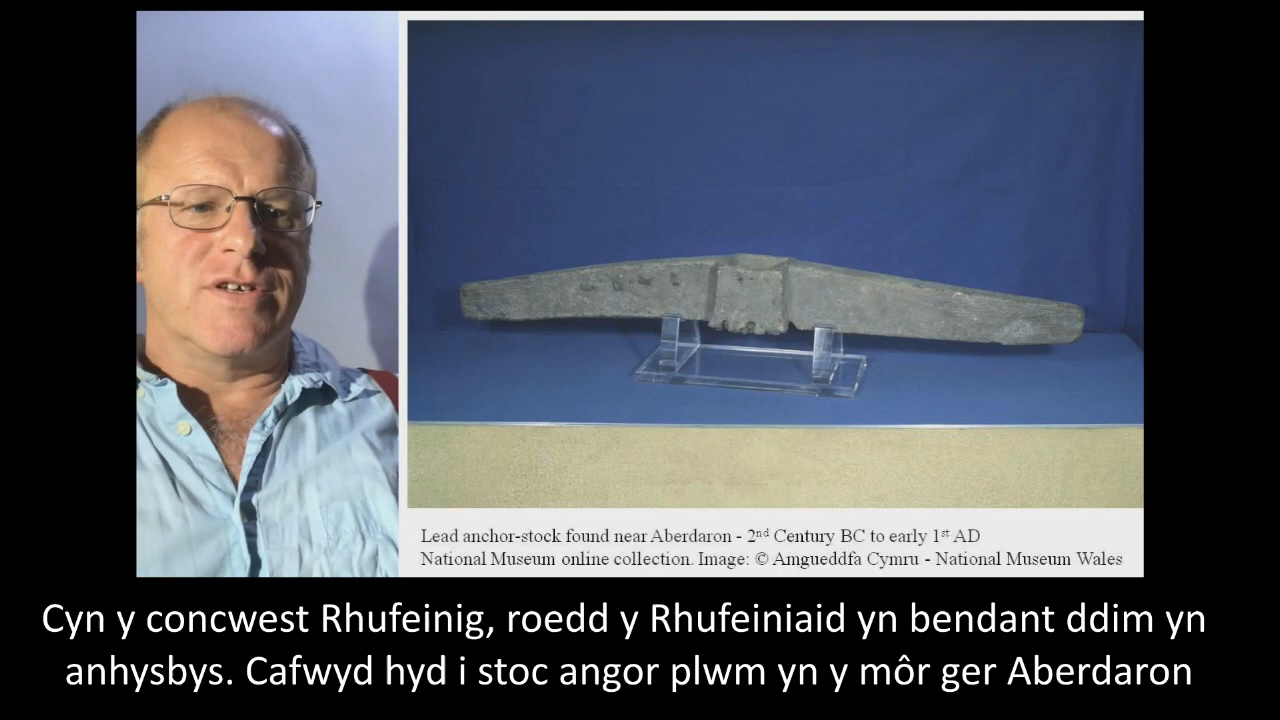 Lead anchor-stock found near Aberdaron - 2nd Century BC to early 1st AD
National Museum online collection. Image: © Amgueddfa Cymru - National Museum Wales
Cyn y concwest Rhufeinig, roedd y Rhufeiniaid yn bendant ddim yn
anhysbys. Cafwyd hyd i stoc angor plwm yn y môr ger Aberdaron